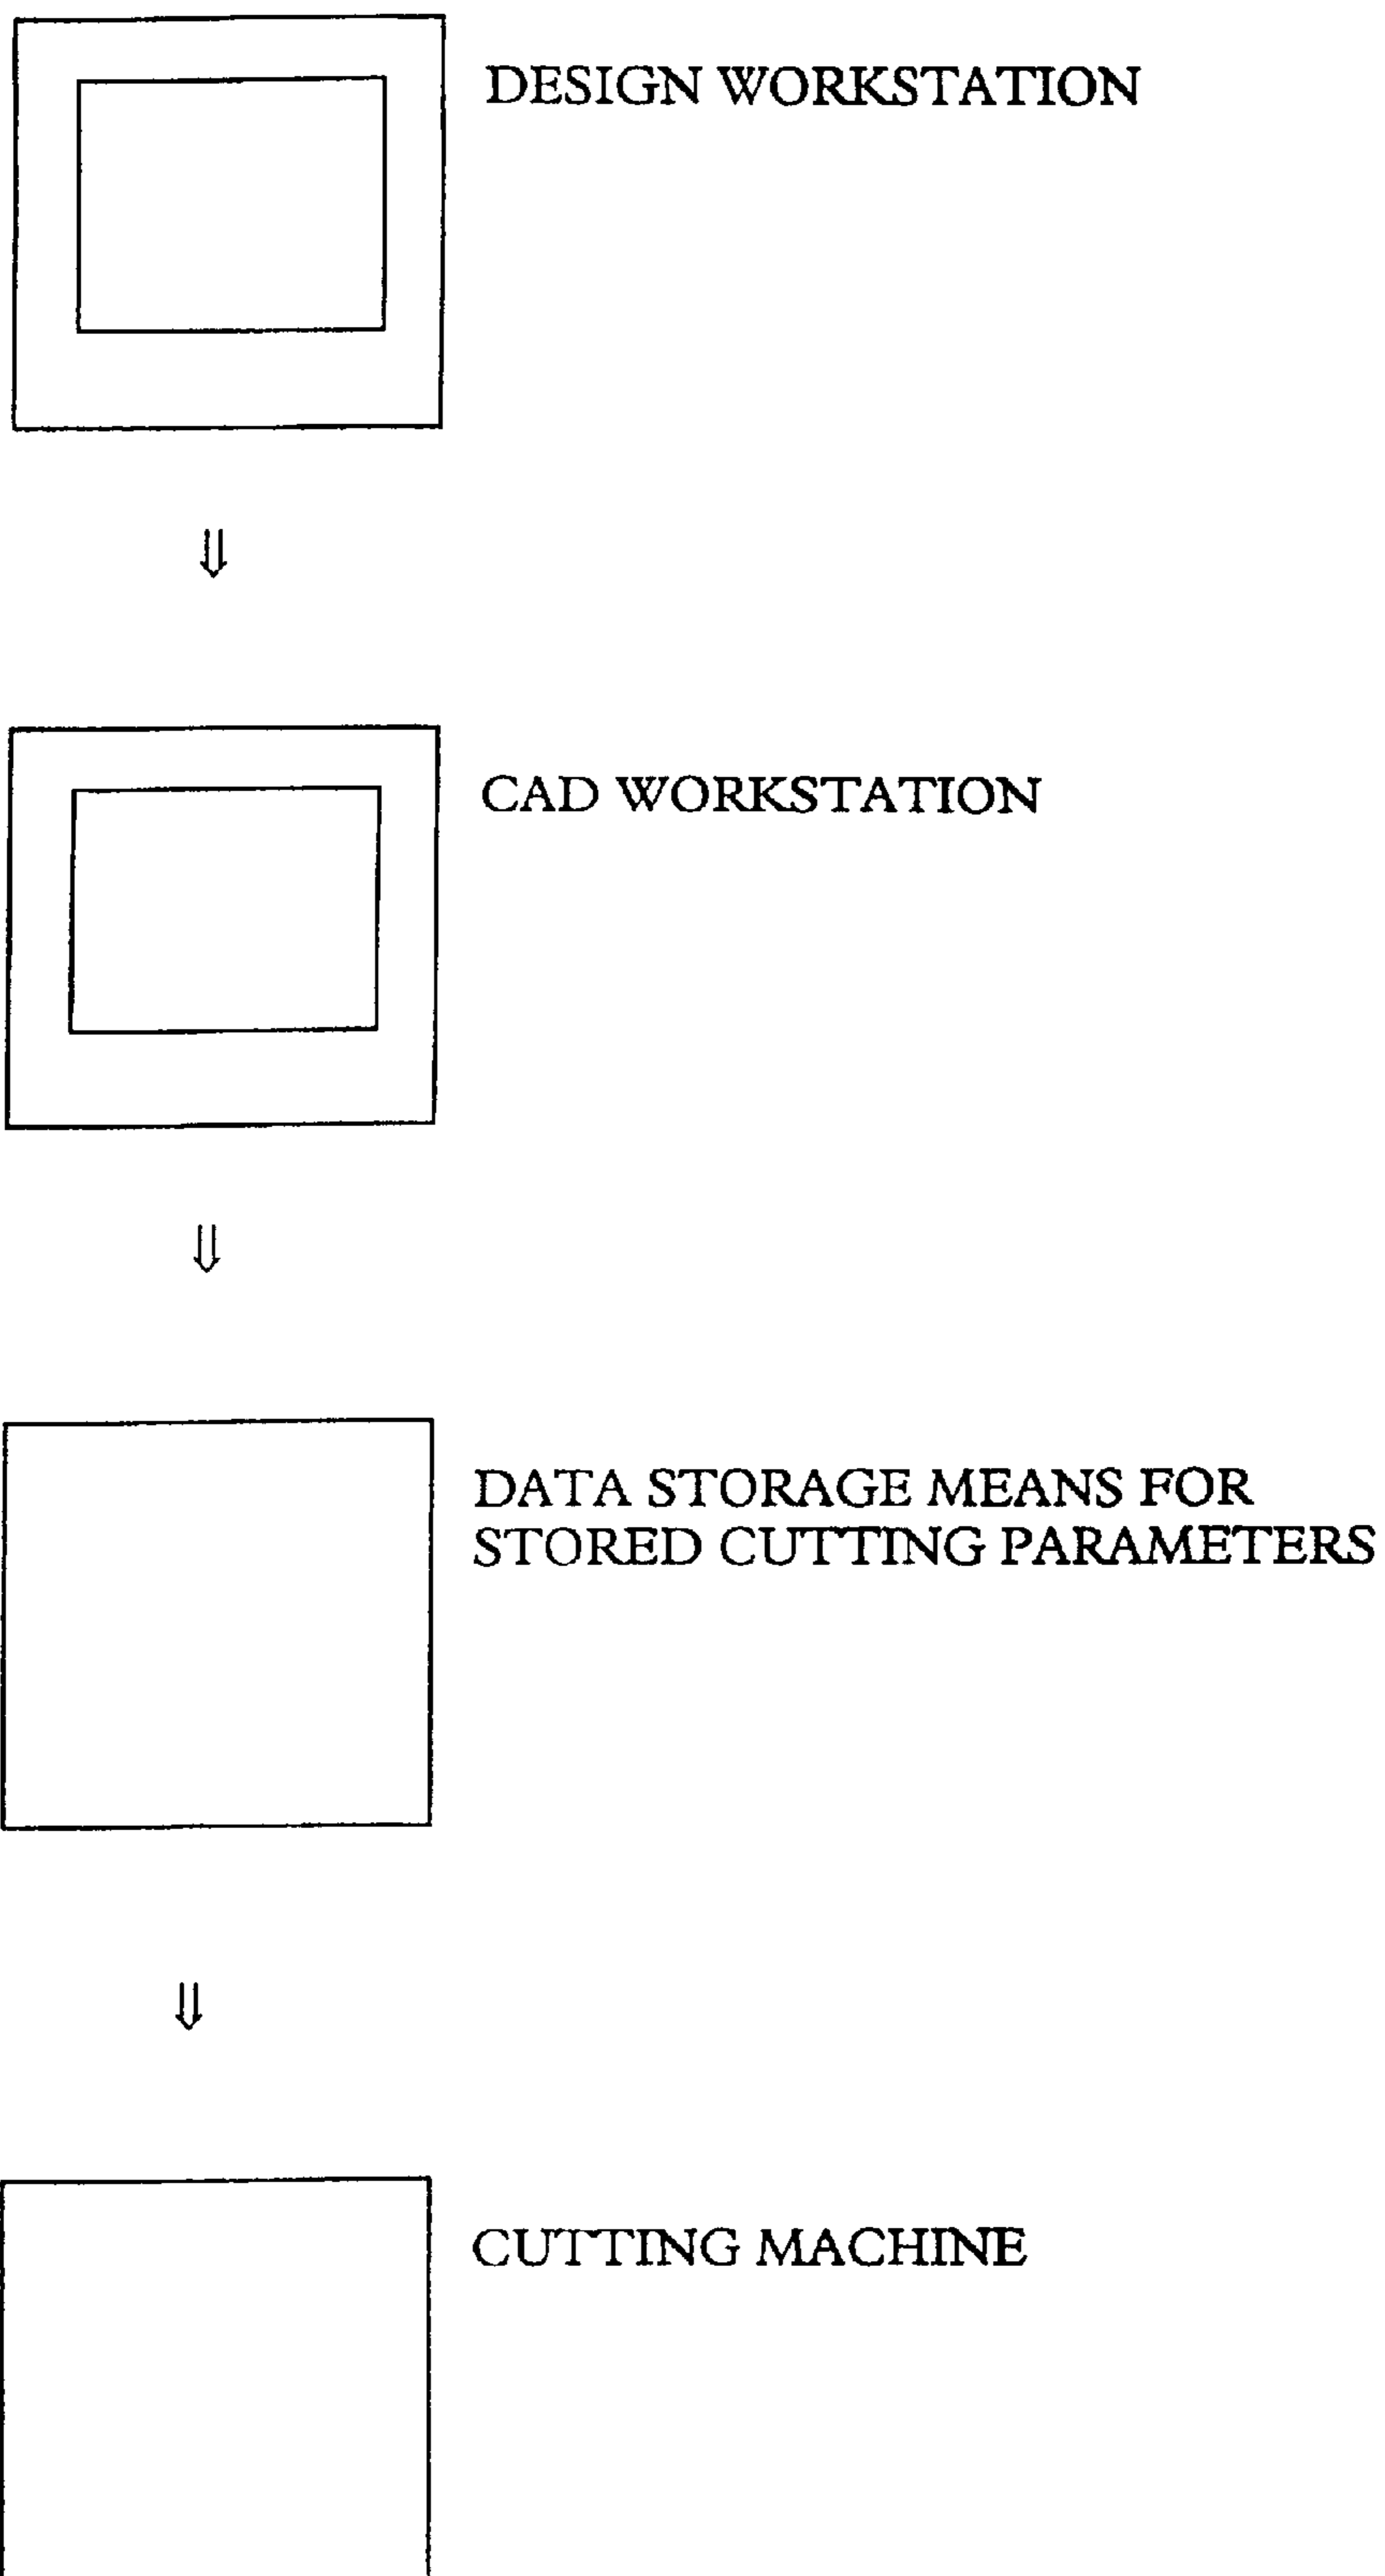 DESIGN WORKSTATION
⇓
CAD WORKSTATION
⇓
DATA STORAGE MEANS FOR
STORED CUTTING PARAMETERS
⇓
CUTTING MACHINE